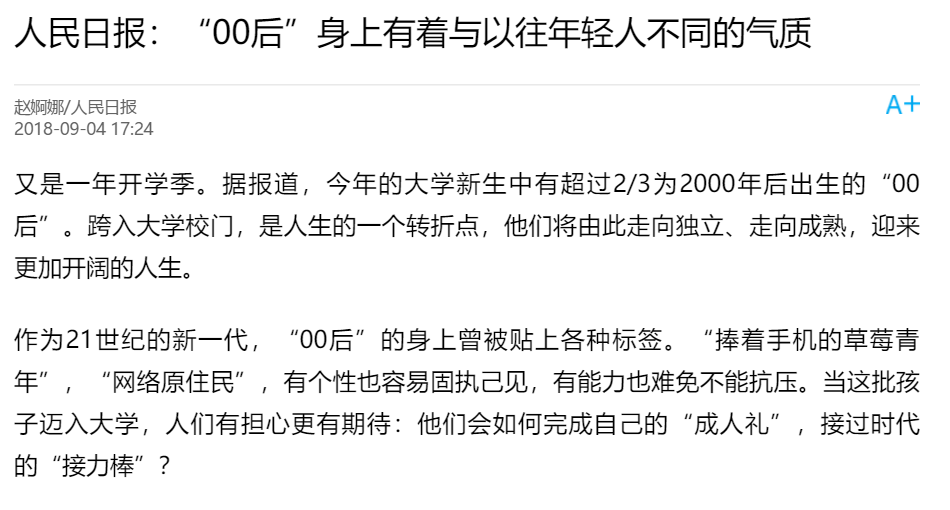 人民日报：“00后”身上有着与以往年轻人不同的气质
赵婀娜/人民日报
2018-09-04 17:24
A+
又是一年开学季。据报道，今年的大学新生中有超过2/3为2000年后出生的“00
后”。跨入大学校门，是人生的一个转折点，他们将由此走向独立、走向成熟，迎来
更加开阔的人生。
作为21世纪的新一代，“00后”的身上曾被贴上各种标签。“捧着手机的草莓青
年”，“网络原住民”，有个性也容易固执己见，有能力也难免不能抗压。当这批孩
子迈入大学，人们有担心更有期待：他们会如何完成自己的“成人礼”，接过时代
的“接力棒”？